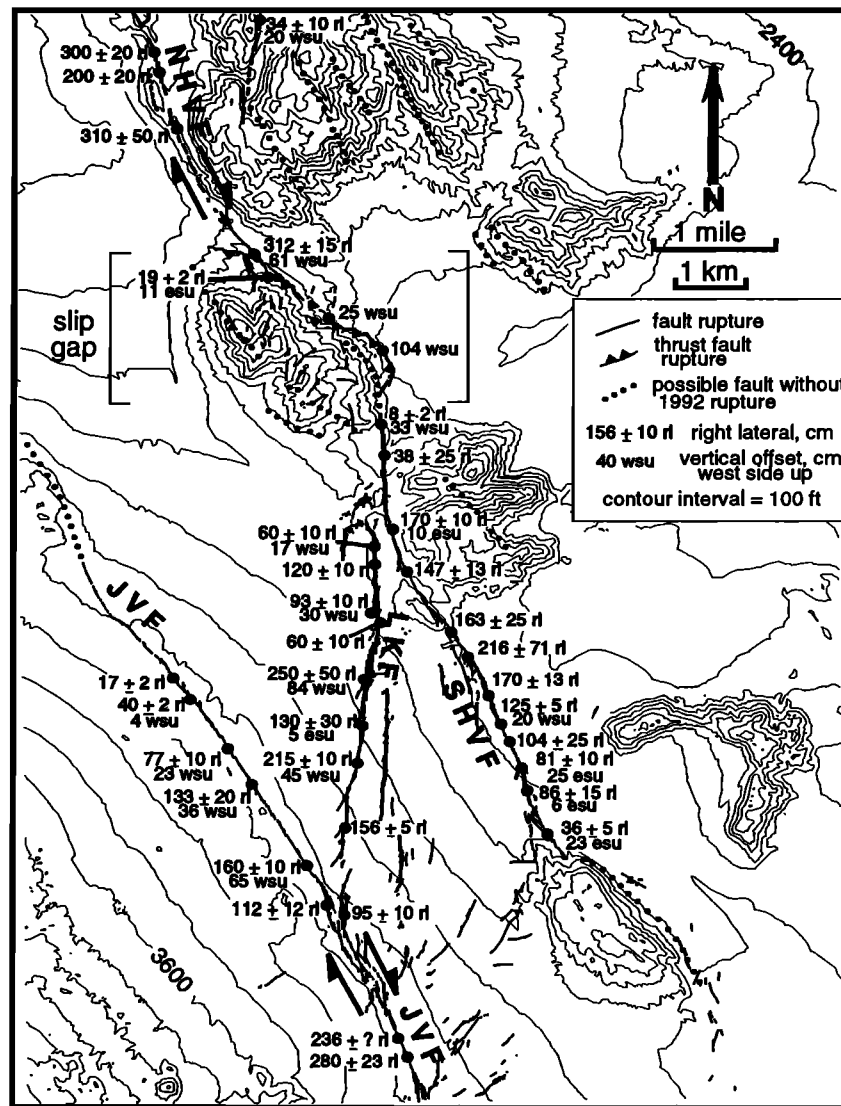 34 ± 10 rl
20 wsu
2400
300 ± 20 rl
200 ± 20 rl
310 ± 50 rl
N
1 mile
1 km
312 ± 15 rl
61 wsu
19 ± 2 rl
11 esu
slip
gap
25 wsu
104 wsu
8 ± 2 rl
33 wsu
38 ± 25 rl
fault rupture
thrust fault
rupture
possible fault without
1992 rupture
156 ± 10 rl right lateral, cm
40 wsu vertical offset, cm
west side up
contour interval = 100 ft
170 ± 10 rl
10 esu
60 ± 10 rl
17 wsu
120 ± 10 rl
147 ± 13 rl
93 ± 10 rl
30 wsu
60 ± 10 rl
JVF
163 ± 25 rl
216 ± 71 rl
SHVF
170 ± 13 rl
125 ± 5 rl
20 wsu
104 ± 25 rl
81 ± 10 rl
25 esu
86 ± 15 rl
6 esu
36 ± 5 rl
23 esu
250 ± 50 rl
84 wsu
130 ± 30 rl
5 esu
215 ± 10 rl
45 wsu
156 ± 5 rl
17 ± 2 rl
40 ± 2 rl
4 wsu
77 ± 10 rl
23 wsu
133 ± 20 rl
36 wsu
160 ± 10 rl
65 wsu
112 ± 12 rl
95 ± 10 rl
3600
JVF
236 ± ? rl
280 ± 23 rl